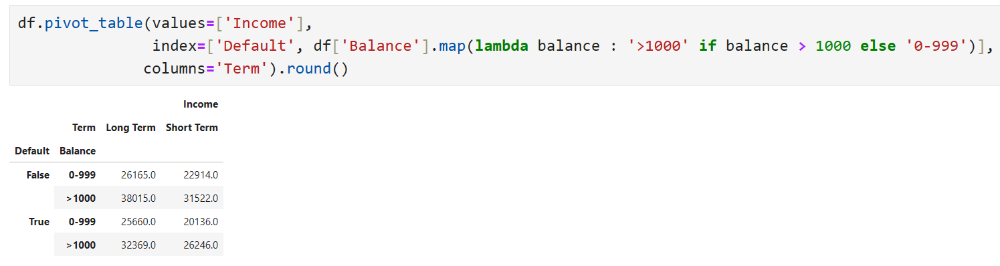 df.pivot_table(values=['Income'],
index=['Default', df['Balance'].map(lambda balance : '>1000' if balance > 1000 else '0-999')],
columns='Term').round()
Income
Term Long Term Short Term
Default Balance
False 0-999 26165.0 22914.0
>1000 38015.0 31522.0
True 0-999 25660.0 20136.0
>1000 32369.0 26246.0